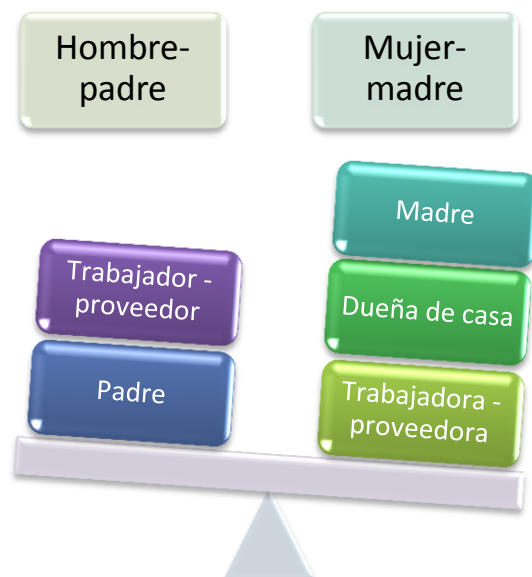 Hombre-
padre
Mujer-
madre
Trabajador -
proveedor
Padre
Madre
Dueña de casa
Trabajadora -
proveedora